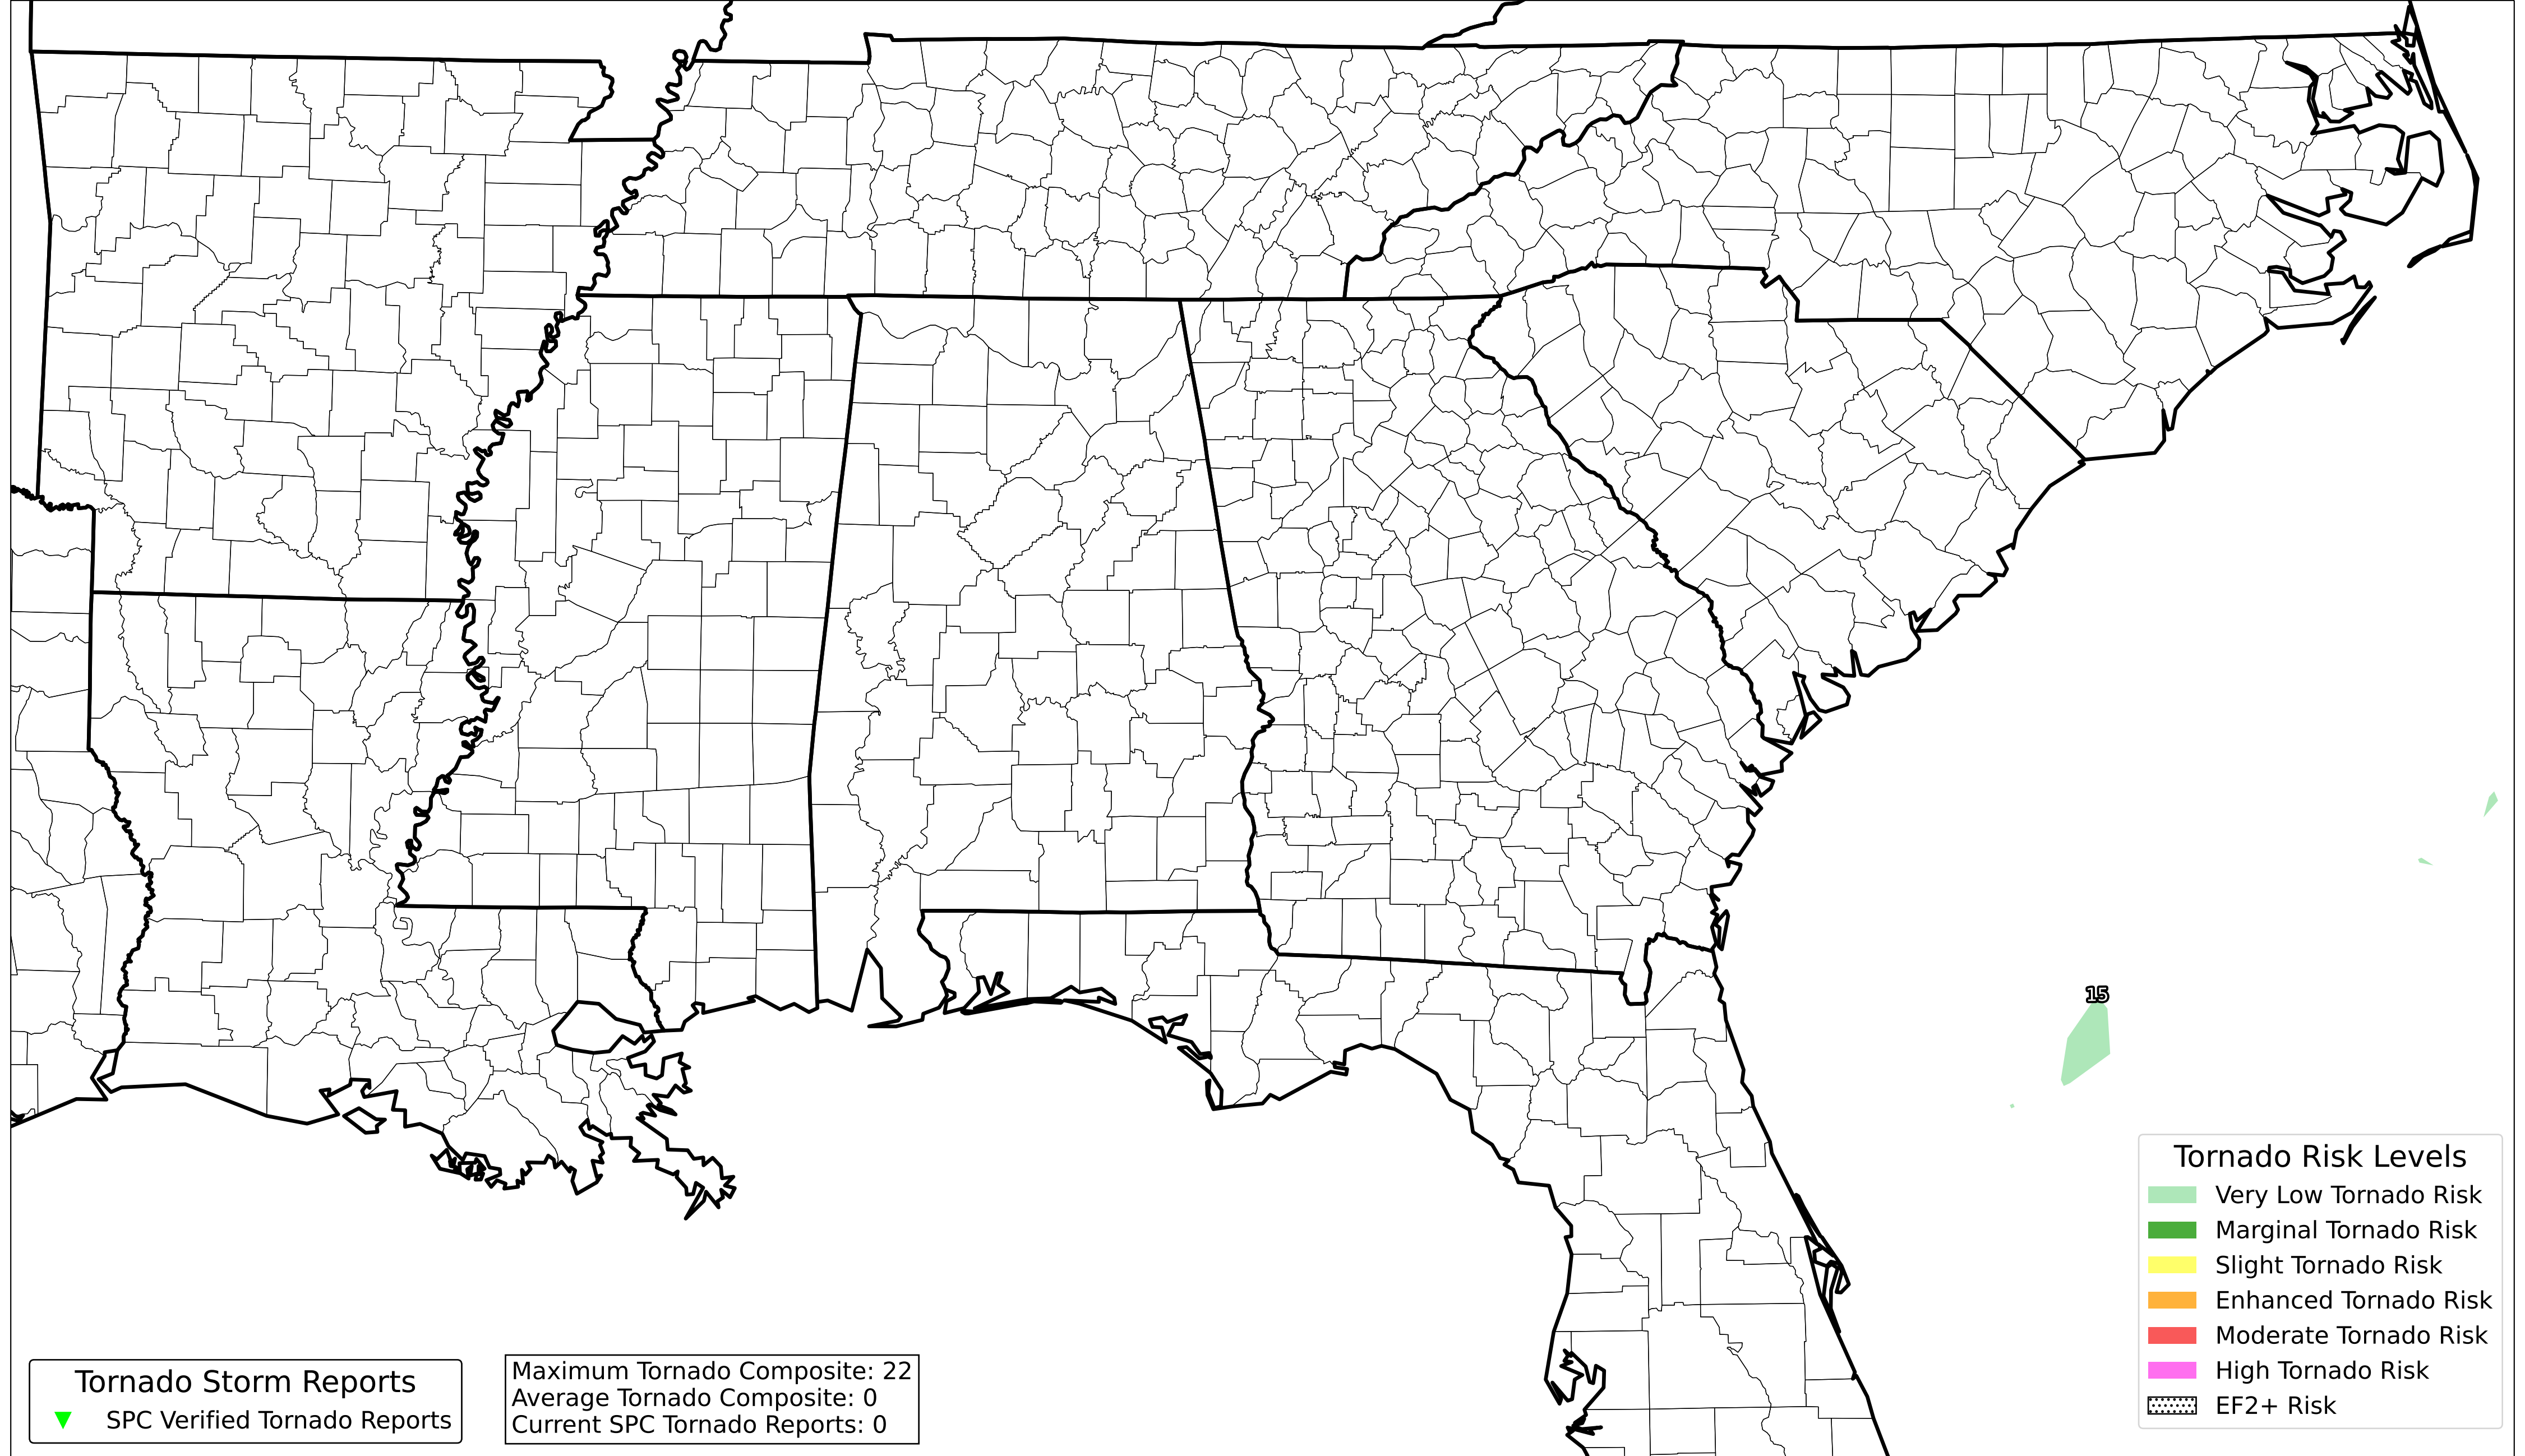 15
Tornado Risk Levels
Very Low Tornado Risk
Marginal Tornado Risk
Slight Tornado Risk
Enhanced Tornado Risk
Moderate Tornado Risk
High Tornado Risk
EF2+ Risk
Tornado Storm Reports
SPC Verified Tornado Reports
Maximum Tornado Composite: 22
Average Tornado Composite: 0
Current SPC Tornado Reports: 0